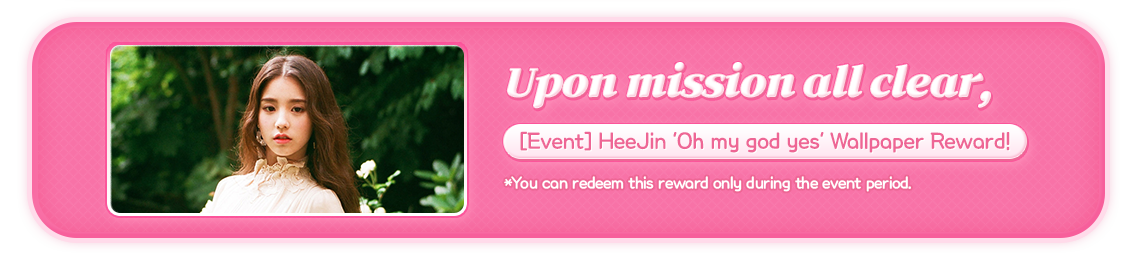 Upon mission all clear,
[Event] HeeJin 'Oh my god yes' Wallpaper Reward!
*You can redeem this reward only during the event period.